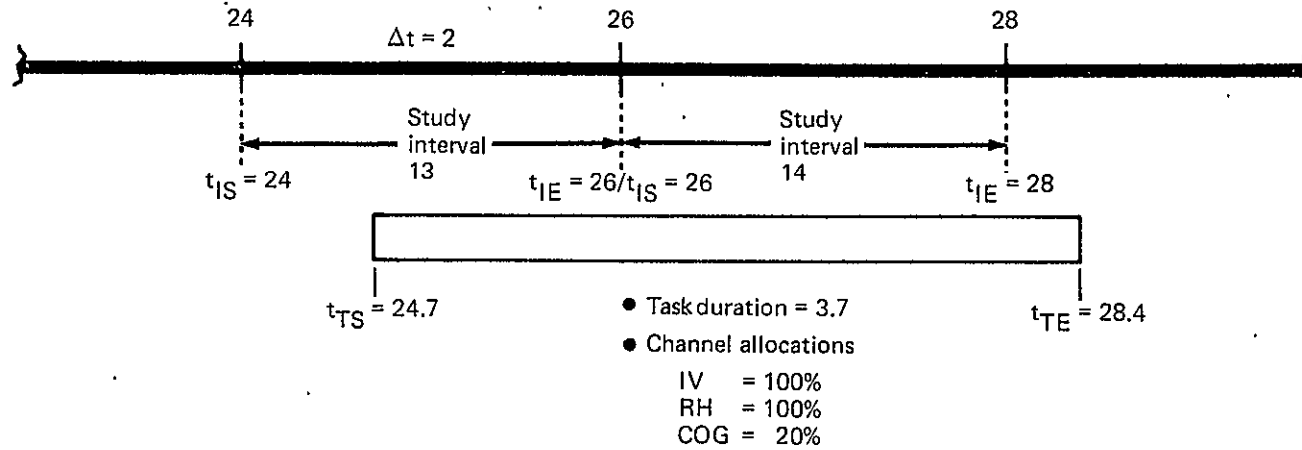 24 26 28
Δt = 2
Study interval 13
Study interval 14
t_IS = 24
t_IE = 26/t_IS = 26
t_IE = 28
t_TS = 24.7
t_TE = 28.4
● Task duration = 3.7
● Channel allocations
IV = 100%
RH = 100%
COG = 20%